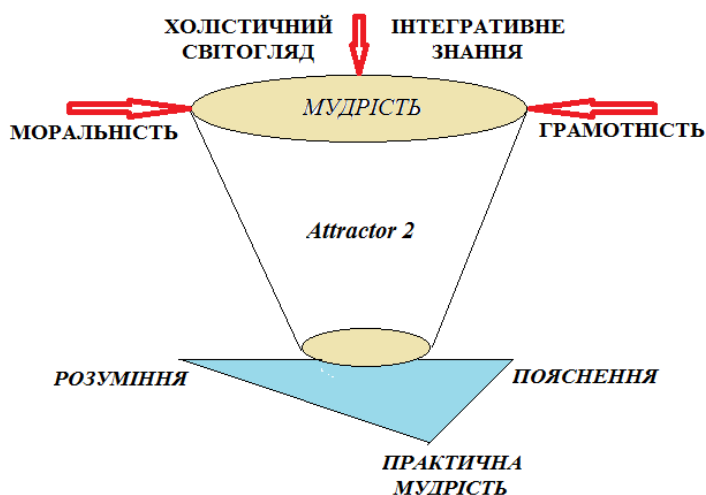 ХОЛІСТИЧНИЙ
СВІТОГЛЯД
ІНТЕГРАТИВНЕ
ЗНАННЯ
МУДРІСТЬ
МОРАЛЬНІСТЬ
ГРАМОТНІСТЬ
Attractor 2
РОЗУМІННЯ
ПОЯСНЕННЯ
ПРАКТИЧНА
МУДРІСТЬ